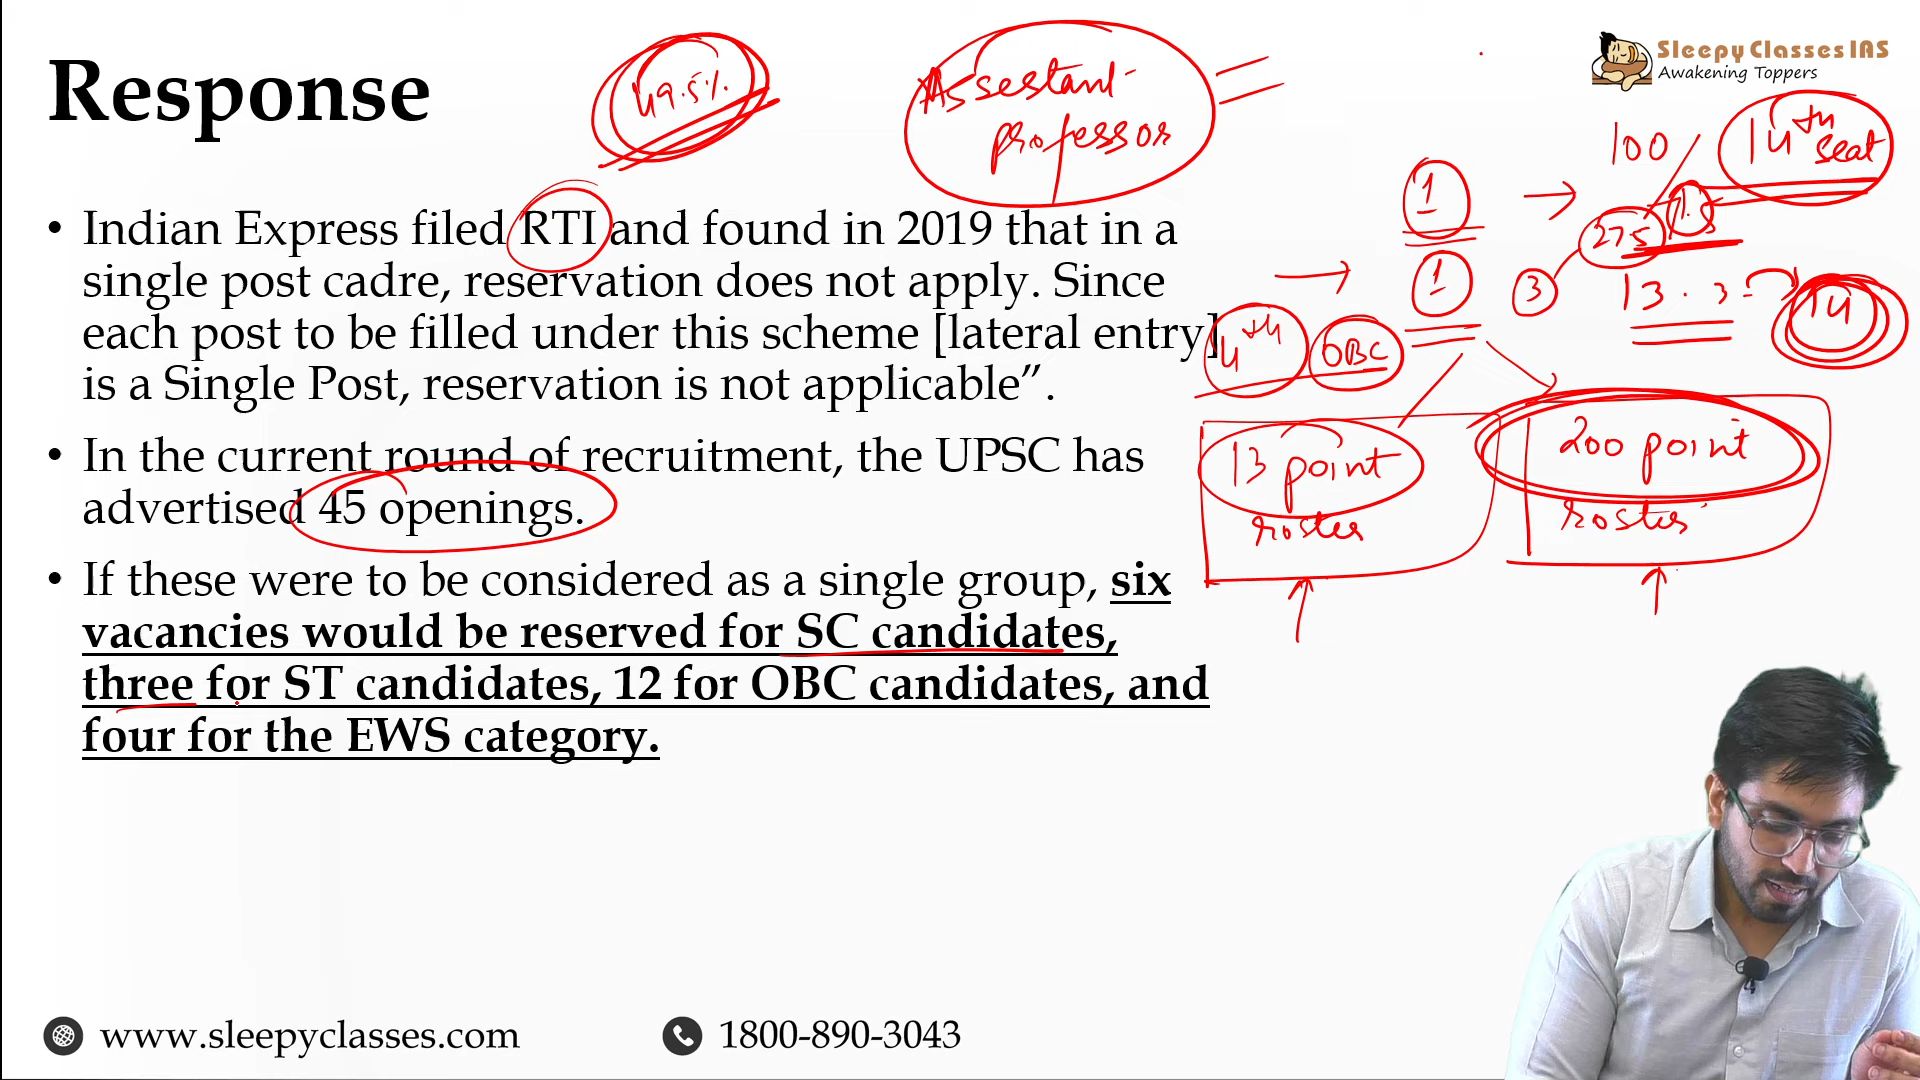 Response
49.5%
Assestant
professor
Sleepy Classes IAS
Awakening Toppers
100
14th
seat
1
7.5
27.5
1
3
13.3
14
4th
OBC
• Indian Express filed RTI and found in 2019 that in a
single post cadre, reservation does not apply. Since
each post to be filled under this scheme [lateral entry]
is a Single Post, reservation is not applicable”.
13 point
roster
200 point
roster
• In the current round of recruitment, the UPSC has
advertised 45 openings.
• If these were to be considered as a single group, six
vacancies would be reserved for SC candidates,
three for ST candidates, 12 for OBC candidates, and
four for the EWS category.
www.sleepyclasses.com
1800-890-3043